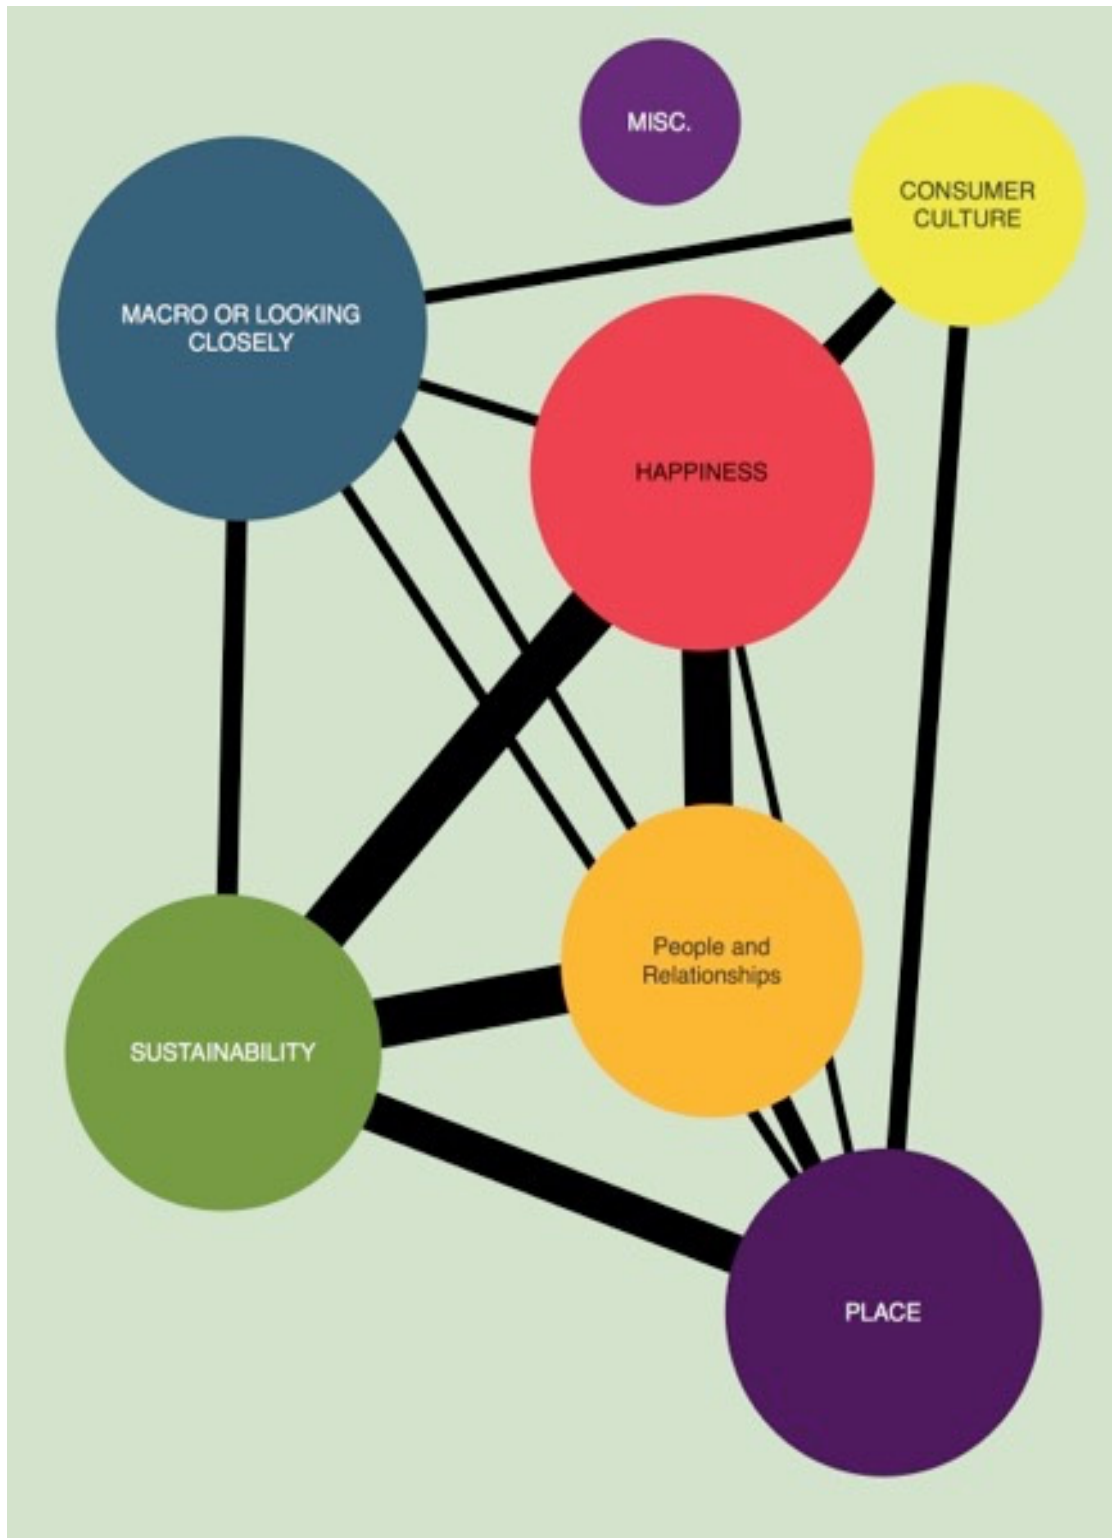 MISC.
CONSUMER
CULTURE
MACRO OR LOOKING
CLOSELY
HAPPINESS
People and
Relationships
SUSTAINABILITY
PLACE